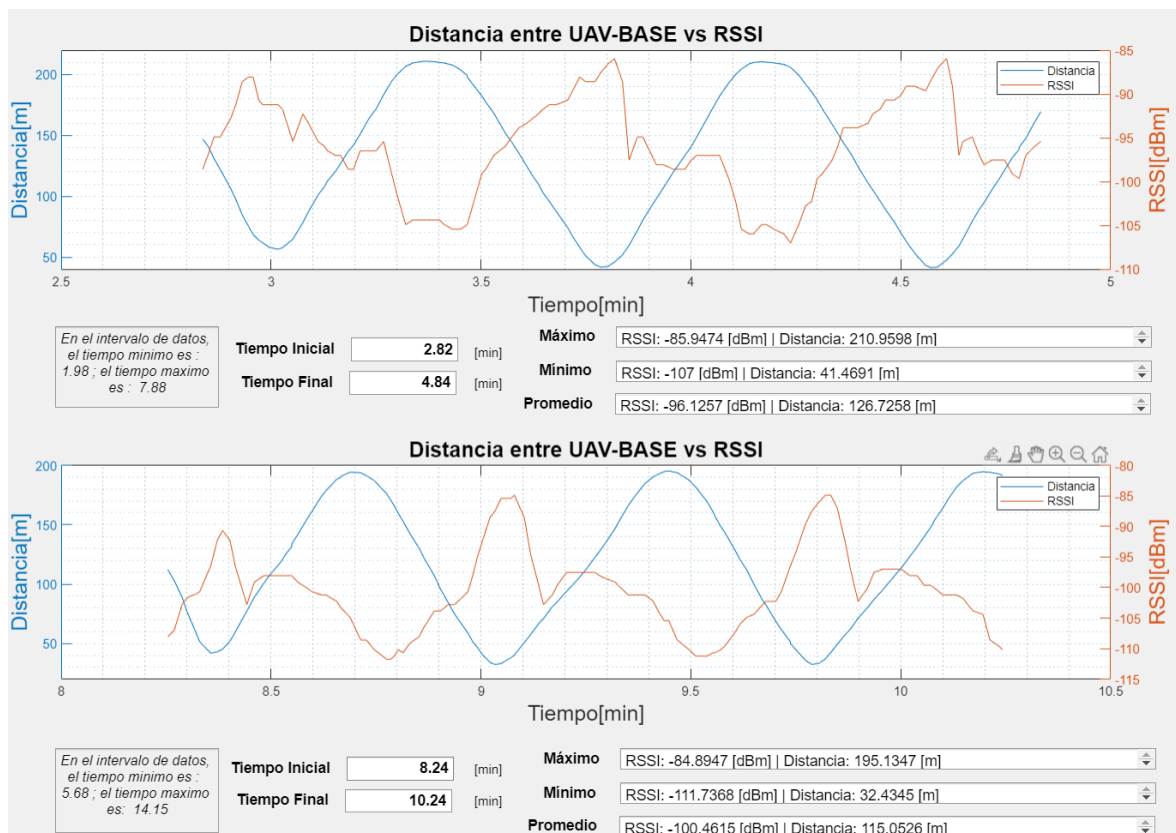 Distancia entre UAV-BASE vs RSSI
Distancia[m]
200
150
100
50
-85
-90
-95
-100
-105
-110
RSSI[dBm]
Distancia
RSSI
2.5 3 3.5 4 4.5 5
Tiempo[min]
En el intervalo de datos,
el tiempo minimo es :
1.98 ; el tiempo maximo
es : 7.88
Tiempo Inicial 2.82 [min]
Tiempo Final 4.84 [min]
Máximo RSSI: -85.9474 [dBm] | Distancia: 210.9598 [m]
Mínimo RSSI: -107 [dBm] | Distancia: 41.4691 [m]
Promedio RSSI: -96.1257 [dBm] | Distancia: 126.7258 [m]
Distancia entre UAV-BASE vs RSSI
Distancia[m]
200
150
100
50
-80
-85
-90
-95
-100
-105
-110
-115
RSSI[dBm]
Distancia
RSSI
8 8.5 9 9.5 10 10.5
Tiempo[min]
En el intervalo de datos,
el tiempo minimo es :
5.68 ; el tiempo maximo
es: 14.15
Tiempo Inicial 8.24 [min]
Tiempo Final 10.24 [min]
Máximo RSSI: -84.8947 [dBm] | Distancia: 195.1347 [m]
Mínimo RSSI: -111.7368 [dBm] | Distancia: 32.4345 [m]
Promedio RSSI: -100.4615 [dBm] | Distancia: 115.0526 [m]